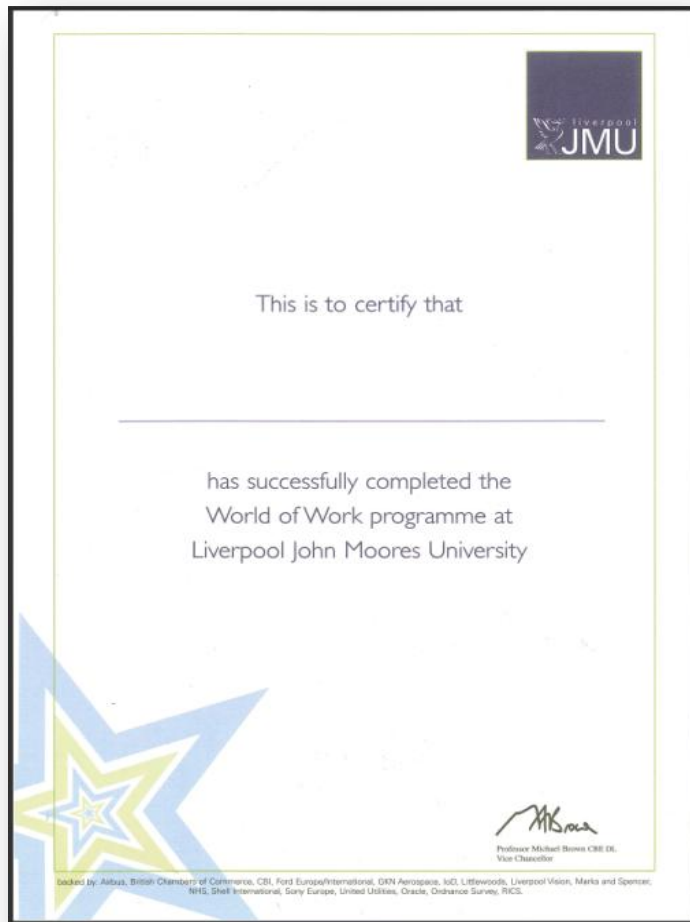 liverpool
JMU
This is to certify that
has successfully completed the
World of Work programme at
Liverpool John Moores University
Professor Michael Brown CBE DL
Vice Chancellor
backed by: Airbus, British Chambers of Commerce, CBI, Ford Europe/International, GKN Aerospace, IoD, Littlewoods, Liverpool Vision, Marks and Spencer,
NHS, Shell International, Sony Europe, United Utilities, Oracle, Ordnance Survey, RICS.